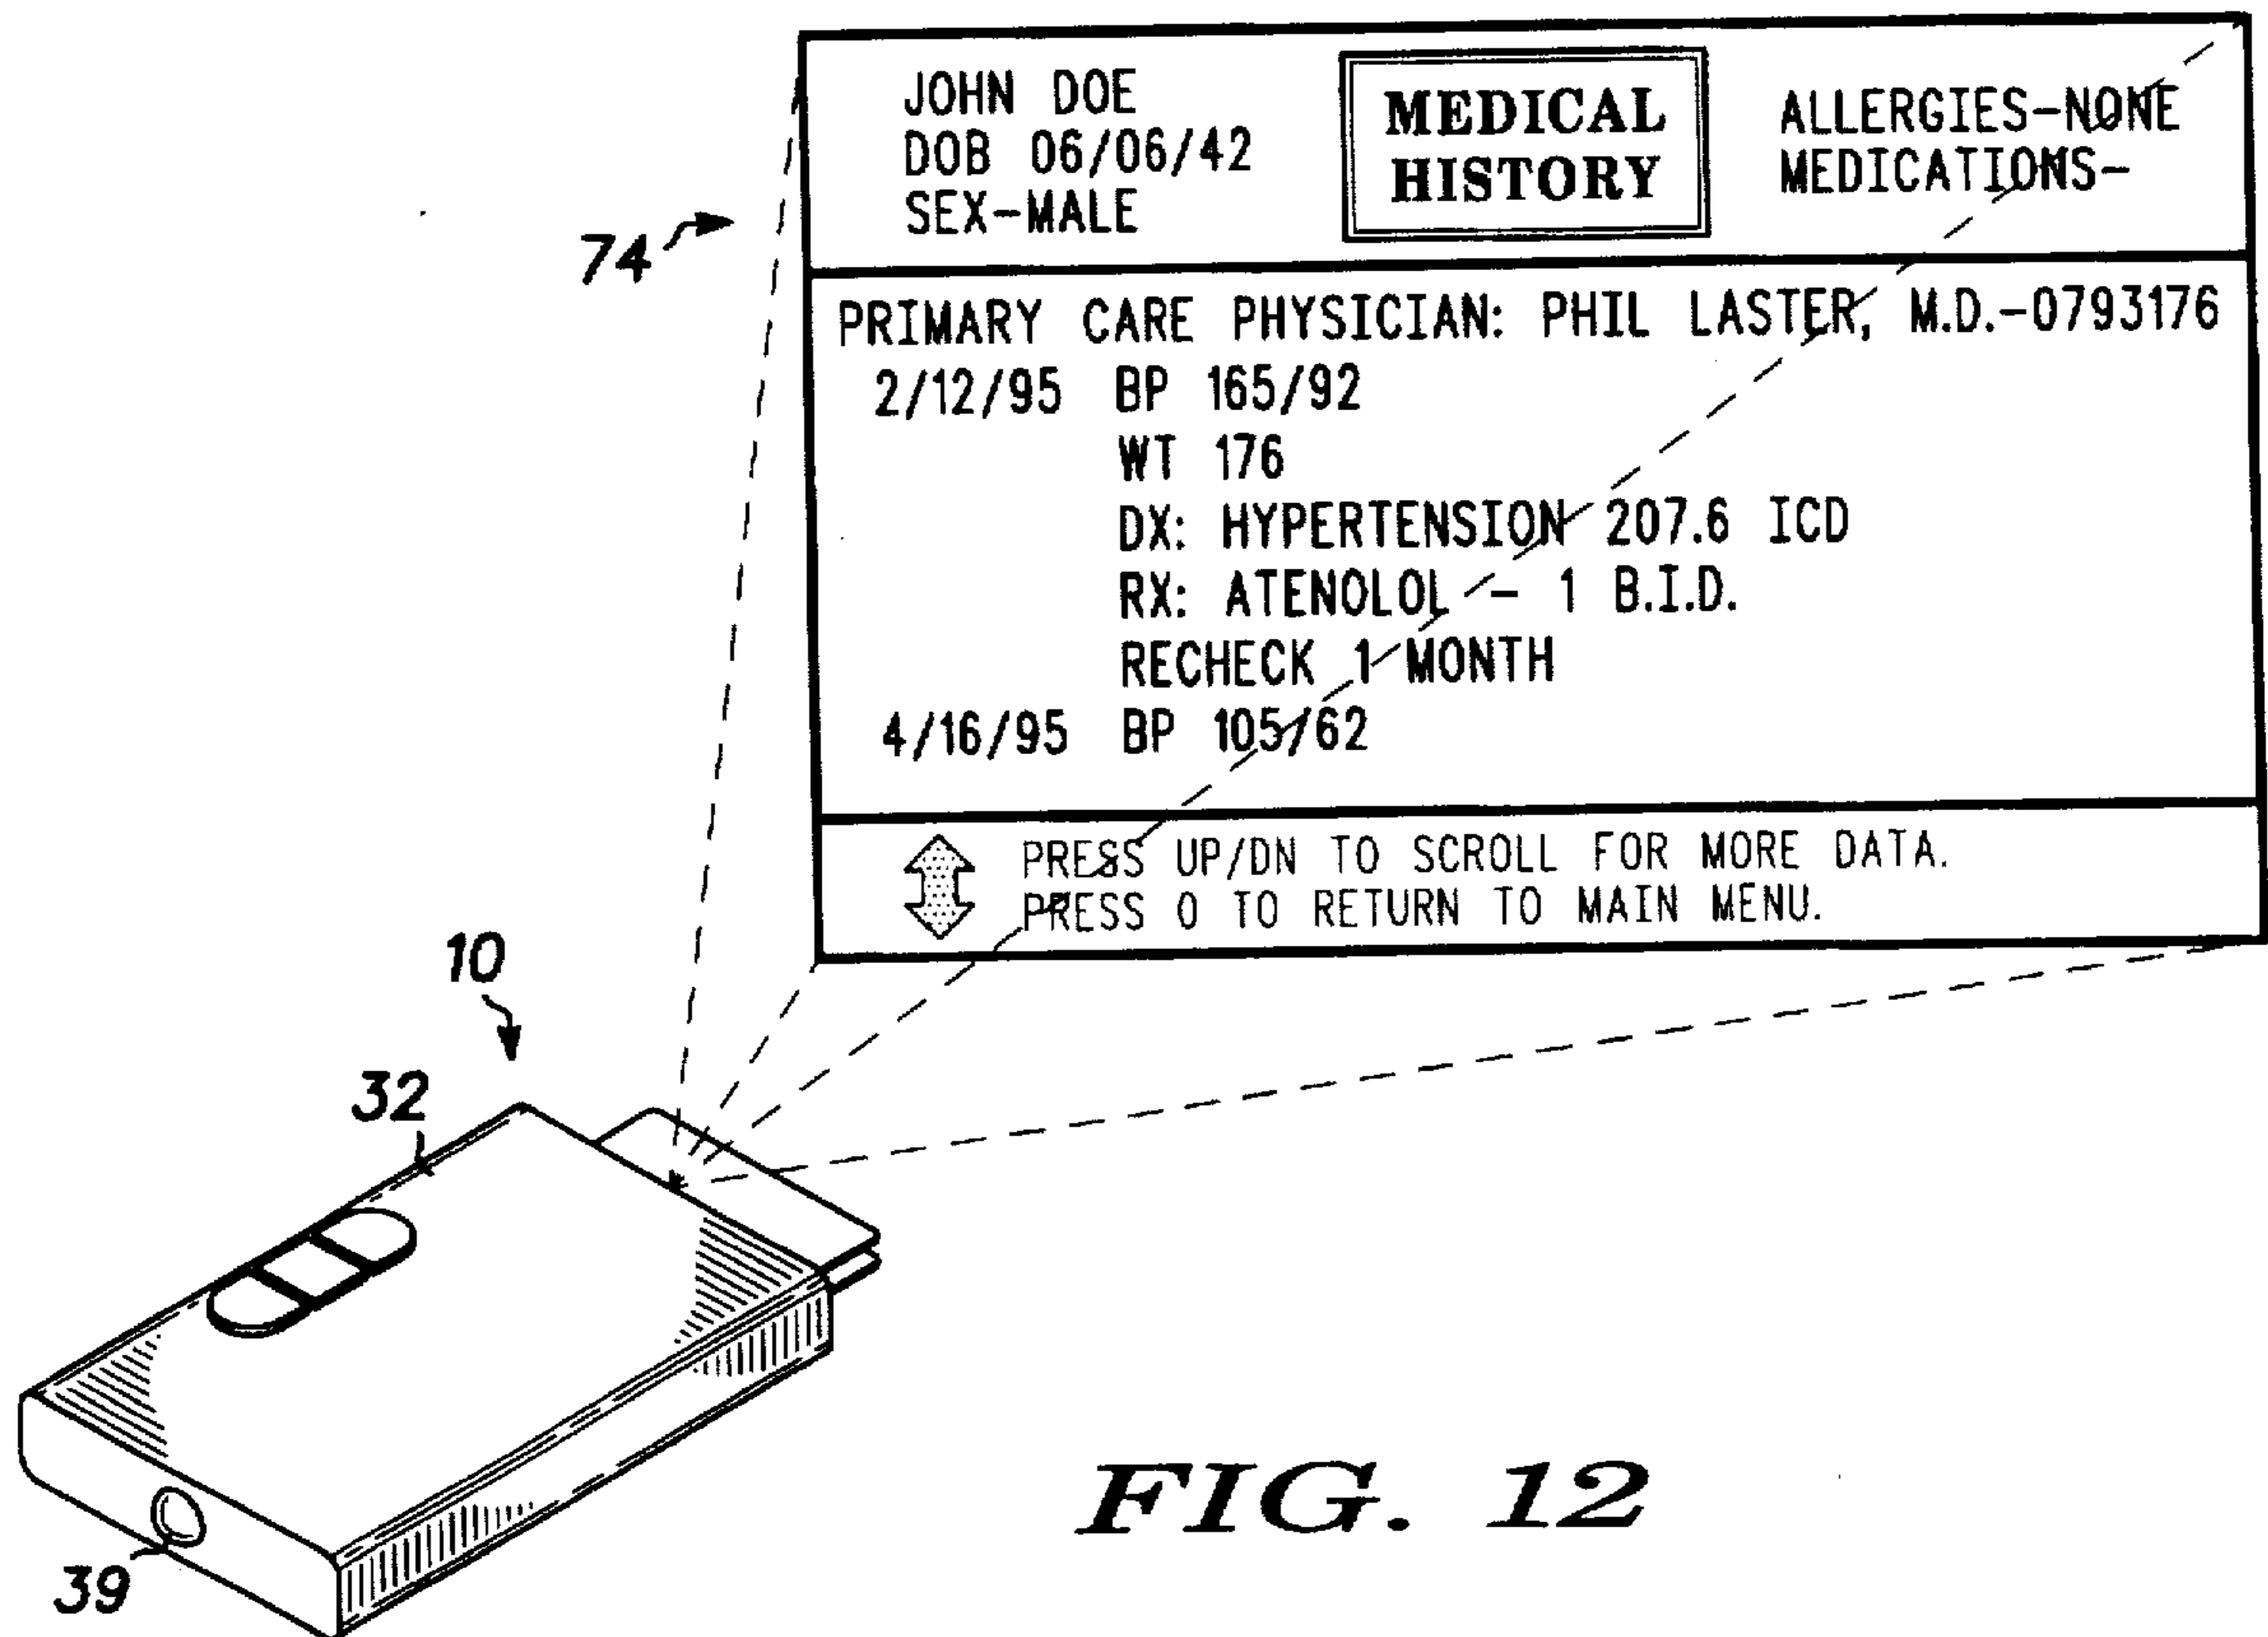 JOHN DOE
DOB 06/06/42
SEX-MALE
MEDICAL
HISTORY
ALLERGIES-NONE
MEDICATIONS-
74
PRIMARY CARE PHYSICIAN: PHIL LASTER, M.D.-0793176
2/12/95 BP 165/92
WT 176
DX: HYPERTENSION 207.6 ICD
RX: ATENOLOL - 1 B.I.D.
RECHECK 1 MONTH
4/16/95 BP 105/62
PRESS UP/DN TO SCROLL FOR MORE DATA.
PRESS 0 TO RETURN TO MAIN MENU.
10
32
39
FIG. 12